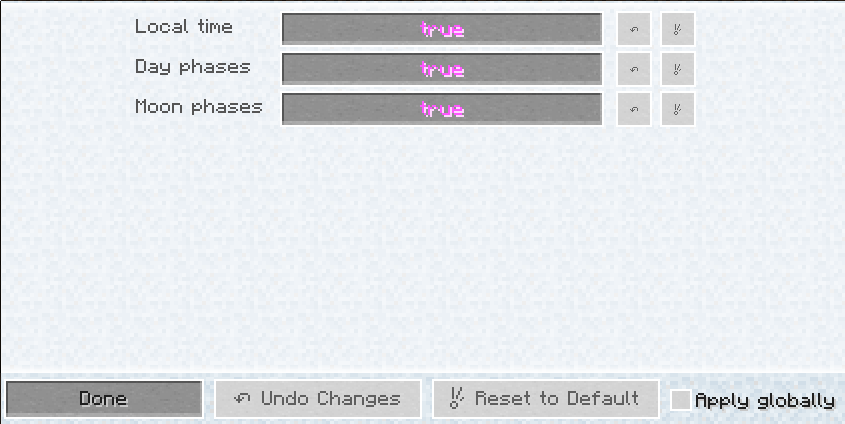 Local time true
Day phases true
Moon phases true
Done Undo Changes Reset to Default Apply globally